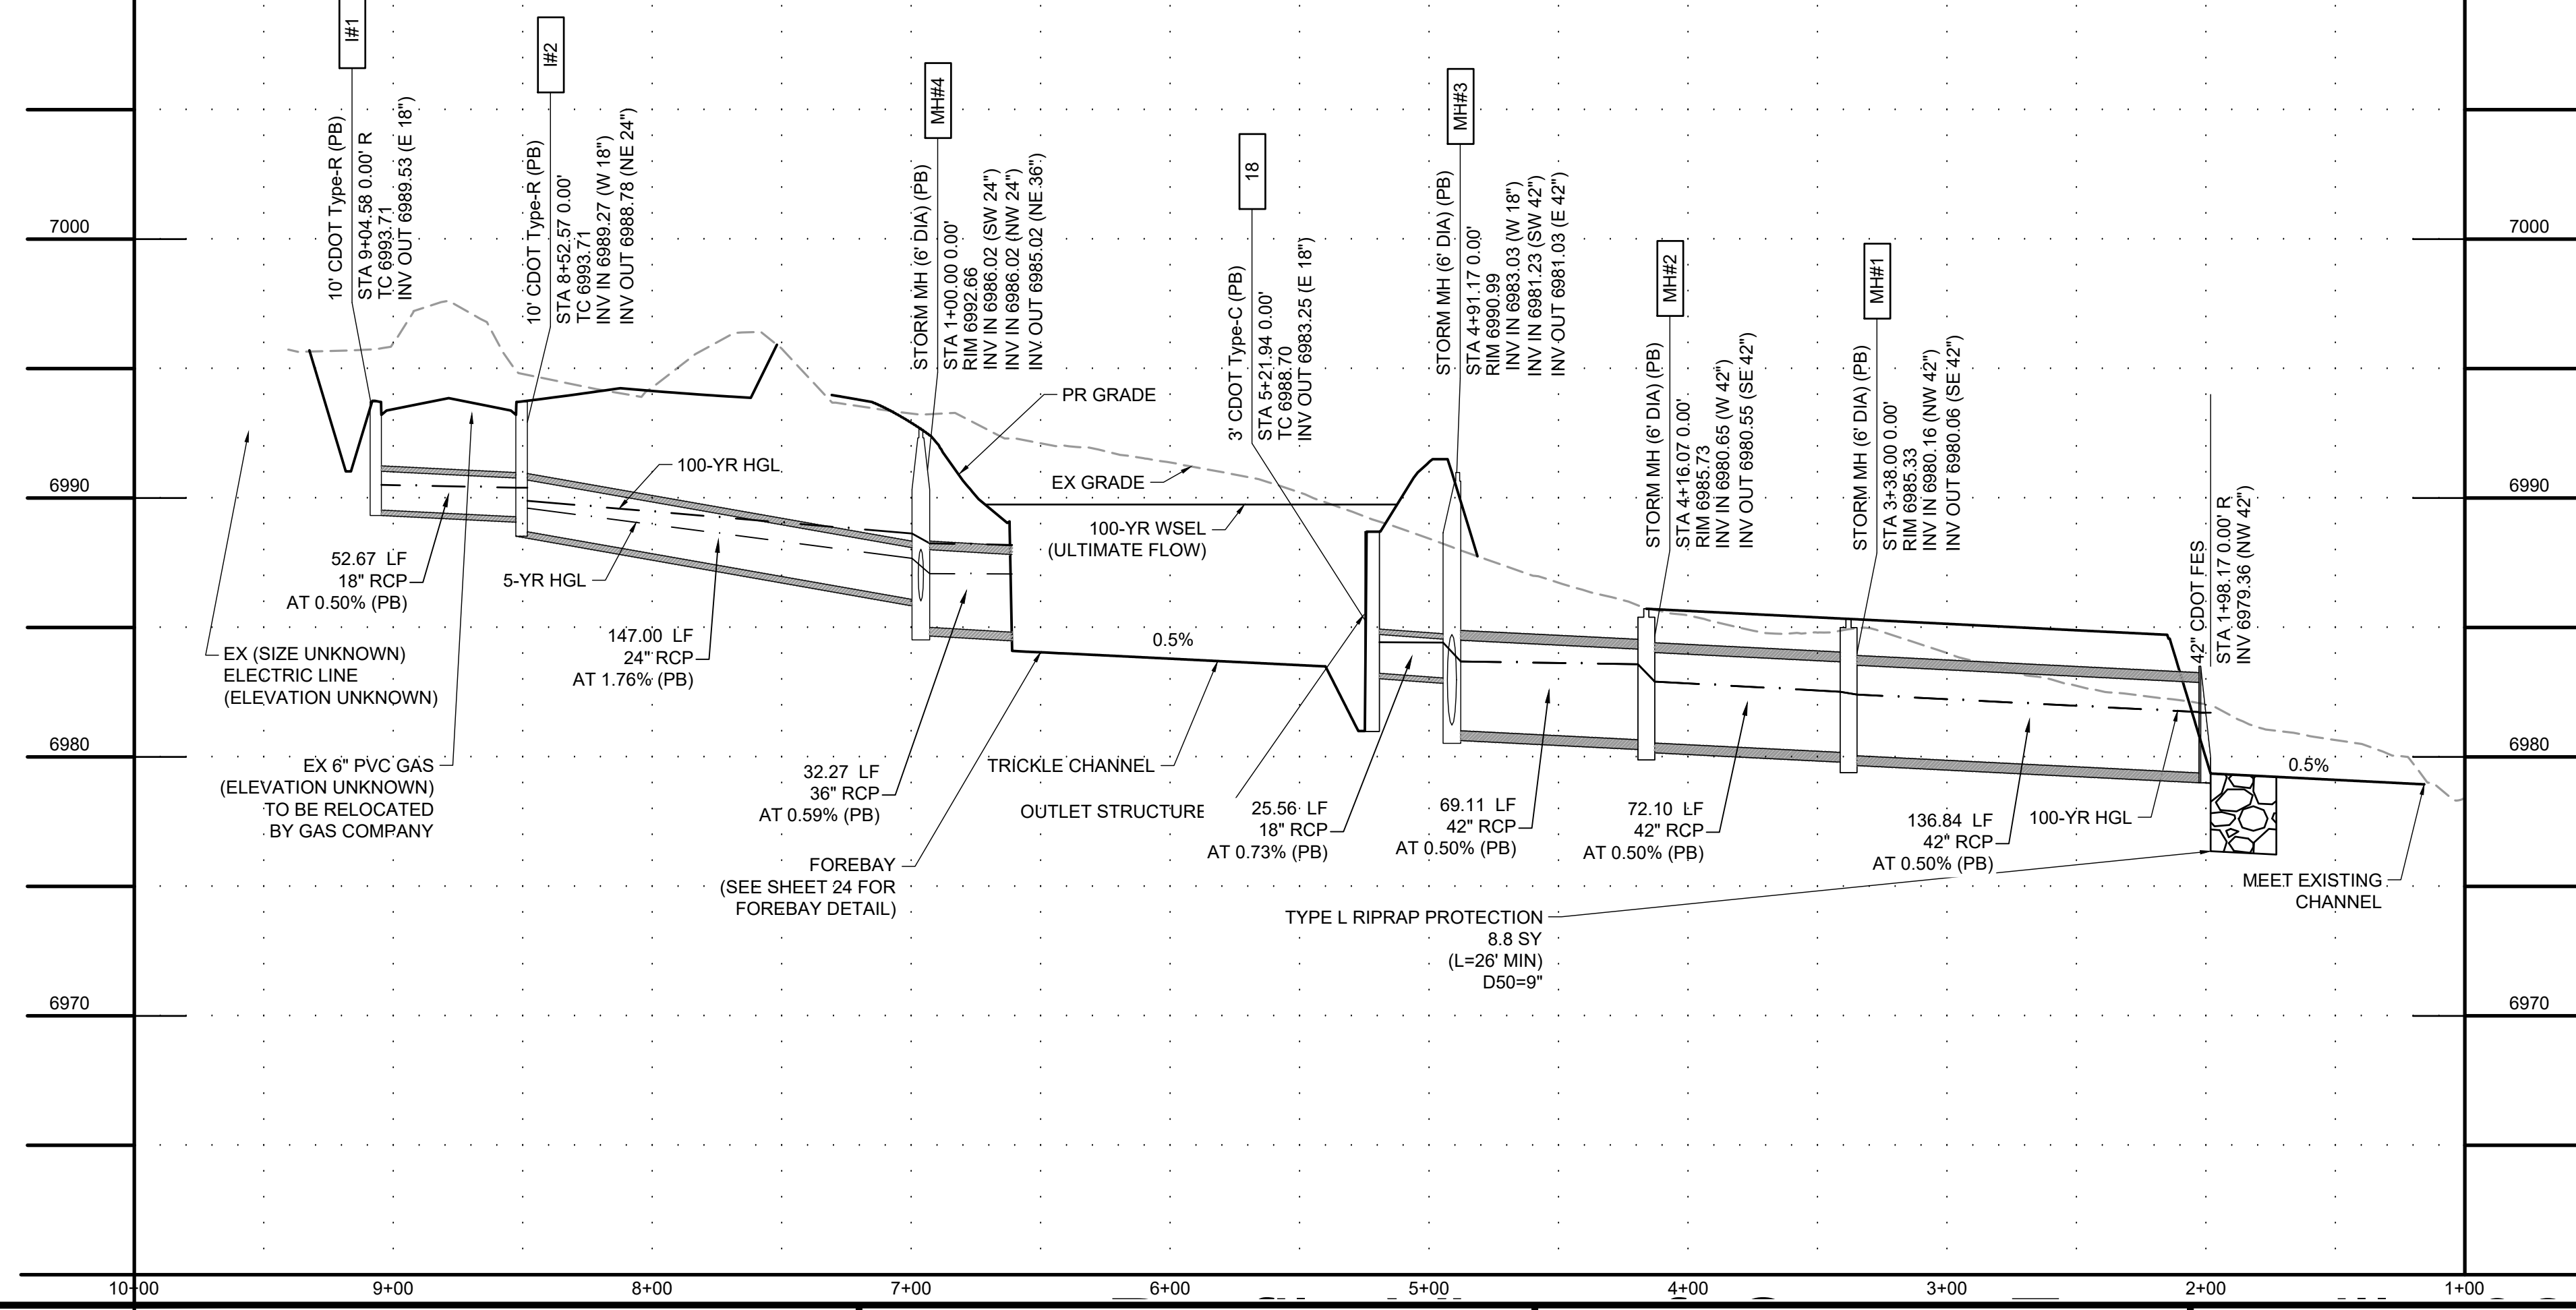 I#1
10' CDOT Type-R (PB)
STA 9+04.58 0.00' R
TC 6993.71
INV OUT 6989.53 (E 18")
I#2
10' CDOT Type-R (PB)
STA 8+52.57 0.00'
TC 6993.71
INV IN 6989.27 (W 18")
INV OUT 6988.78 (NE 24")
MH#4
STORM MH (6' DIA) (PB)
STA 1+00.00 0.00'
RIM 6992.66
INV IN 6986.02 (SW 24")
INV IN 6986.02 (NW 24")
INV OUT 6985.02 (NE 36")
18
3' CDOT Type-C (PB)
STA 5+21.94 0.00'
TC 6988.70
INV OUT 6983.25 (E 18")
MH#3
STORM MH (6' DIA) (PB)
STA 4+91.17 0.00'
RIM 6990.99
INV IN 6983.03 (W 18")
INV IN 6981.23 (SW 42")
INV OUT 6981.03 (E 42")
MH#2
STORM MH (6' DIA) (PB)
STA 4+16.07 0.00'
RIM 6985.73
INV IN 6980.65 (W 42")
INV OUT 6980.55 (SE 42")
MH#1
STORM MH (6' DIA) (PB)
STA 3+38.00 0.00'
RIM 6985.33
INV IN 6980.16 (NW 42")
INV OUT 6980.06 (SE 42")
42" CDOT FES
STA 1+98.17 0.00' R
INV 6979.36 (NW 42")
7000
7000
6990
6990
6980
6980
6970
6970
PR GRADE
100-YR HGL
EX GRADE
100-YR WSEL
(ULTIMATE FLOW)
52.67 LF
18" RCP
AT 0.50% (PB)
5-YR HGL
147.00 LF
24" RCP
AT 1.76% (PB)
0.5%
EX (SIZE UNKNOWN)
ELECTRIC LINE
(ELEVATION UNKNOWN)
EX 6" PVC GAS
(ELEVATION UNKNOWN)
TO BE RELOCATED
BY GAS COMPANY
32.27 LF
36" RCP
AT 0.59% (PB)
TRICKLE CHANNEL
OUTLET STRUCTURE
FOREBAY
(SEE SHEET 24 FOR
FOREBAY DETAIL)
25.56 LF
18" RCP
AT 0.73% (PB)
69.11 LF
42" RCP
AT 0.50% (PB)
72.10 LF
42" RCP
AT 0.50% (PB)
136.84 LF
42" RCP
AT 0.50% (PB)
100-YR HGL
0.5%
MEET EXISTING
CHANNEL
TYPE L RIPRAP PROTECTION
8.8 SY
(L=26' MIN)
D50=9"
10+00
9+00
8+00
7+00
6+00
5+00
4+00
3+00
2+00
1+00